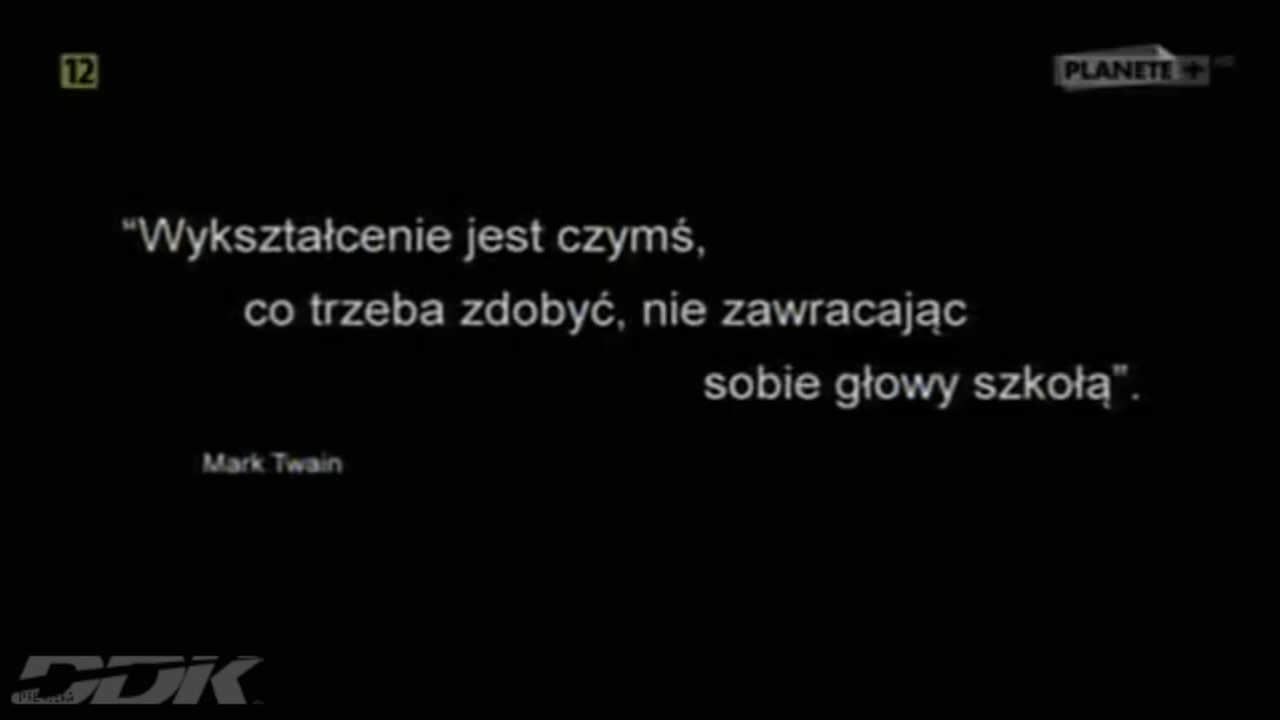 12
PLANETE +
“Wykształcenie jest czymś,
co trzeba zdobyć, nie zawracając
sobie głowy szkołą”.
Mark Twain
DDK